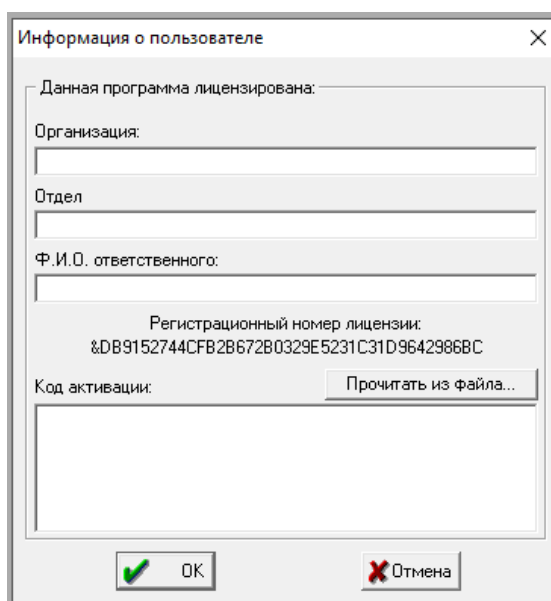 Информация о пользователе
Данная программа лицензирована:
Организация:
Отдел
Ф.И.О. ответственного:
Регистрационный номер лицензии:
&DB9152744CFB2B672B0329E5231C31D9642986BC
Код активации:
Прочитать из файла...
OK
Отмена